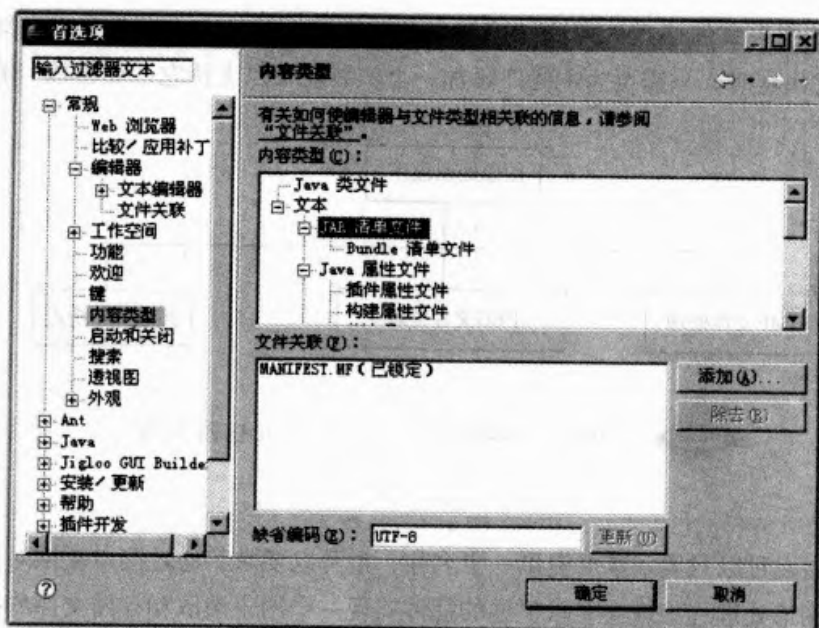 首选项
输入过滤器文本
常规
Web 浏览器
比较/应用补丁
编辑器
文本编辑器
文件关联
工作空间
功能
欢迎
键
内容类型
启动和关闭
搜索
透视图
外观
Ant
Java
Jigloo GUI Builde
安装/更新
帮助
插件开发
内容类型
有关如何使编辑器与文件类型相关联的信息，请参阅
“文件关联”。
内容类型(C)：
Java 类文件
文本
JAR 清单文件
Bundle 清单文件
Java 属性文件
插件属性文件
构建属性文件
文件关联(F)：
MANIFEST.MF（已锁定）
添加(A)...
除去(R)
缺省编码(E)：
UTF-8
更新(U)
确定
取消